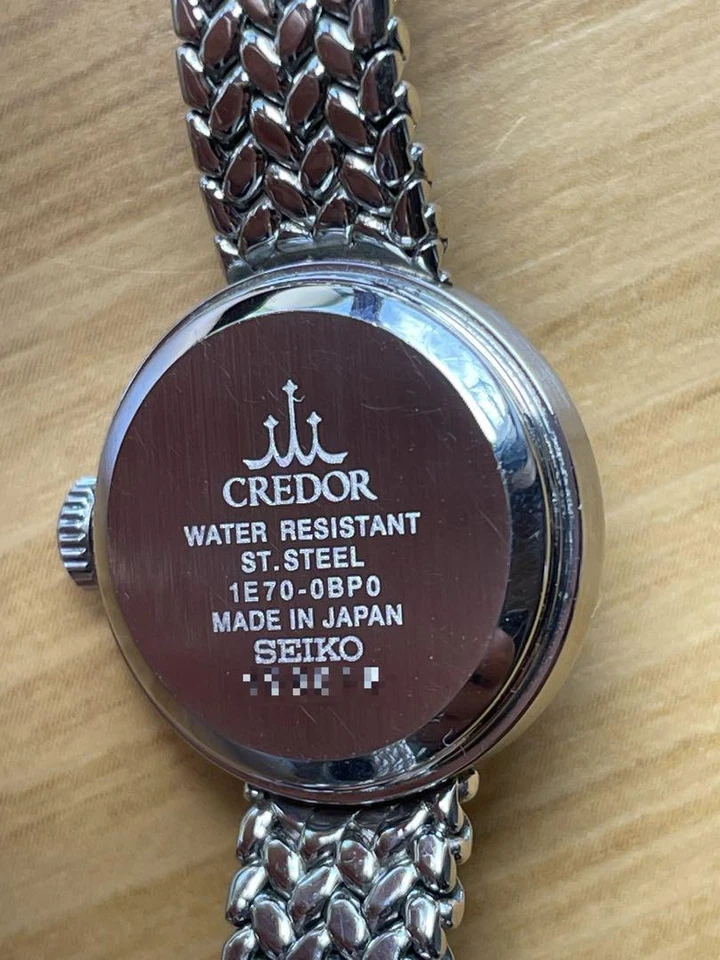 CREDOR
WATER RESISTANT
ST.STEEL
1E70-0BP0
MADE IN JAPAN
SEIKO